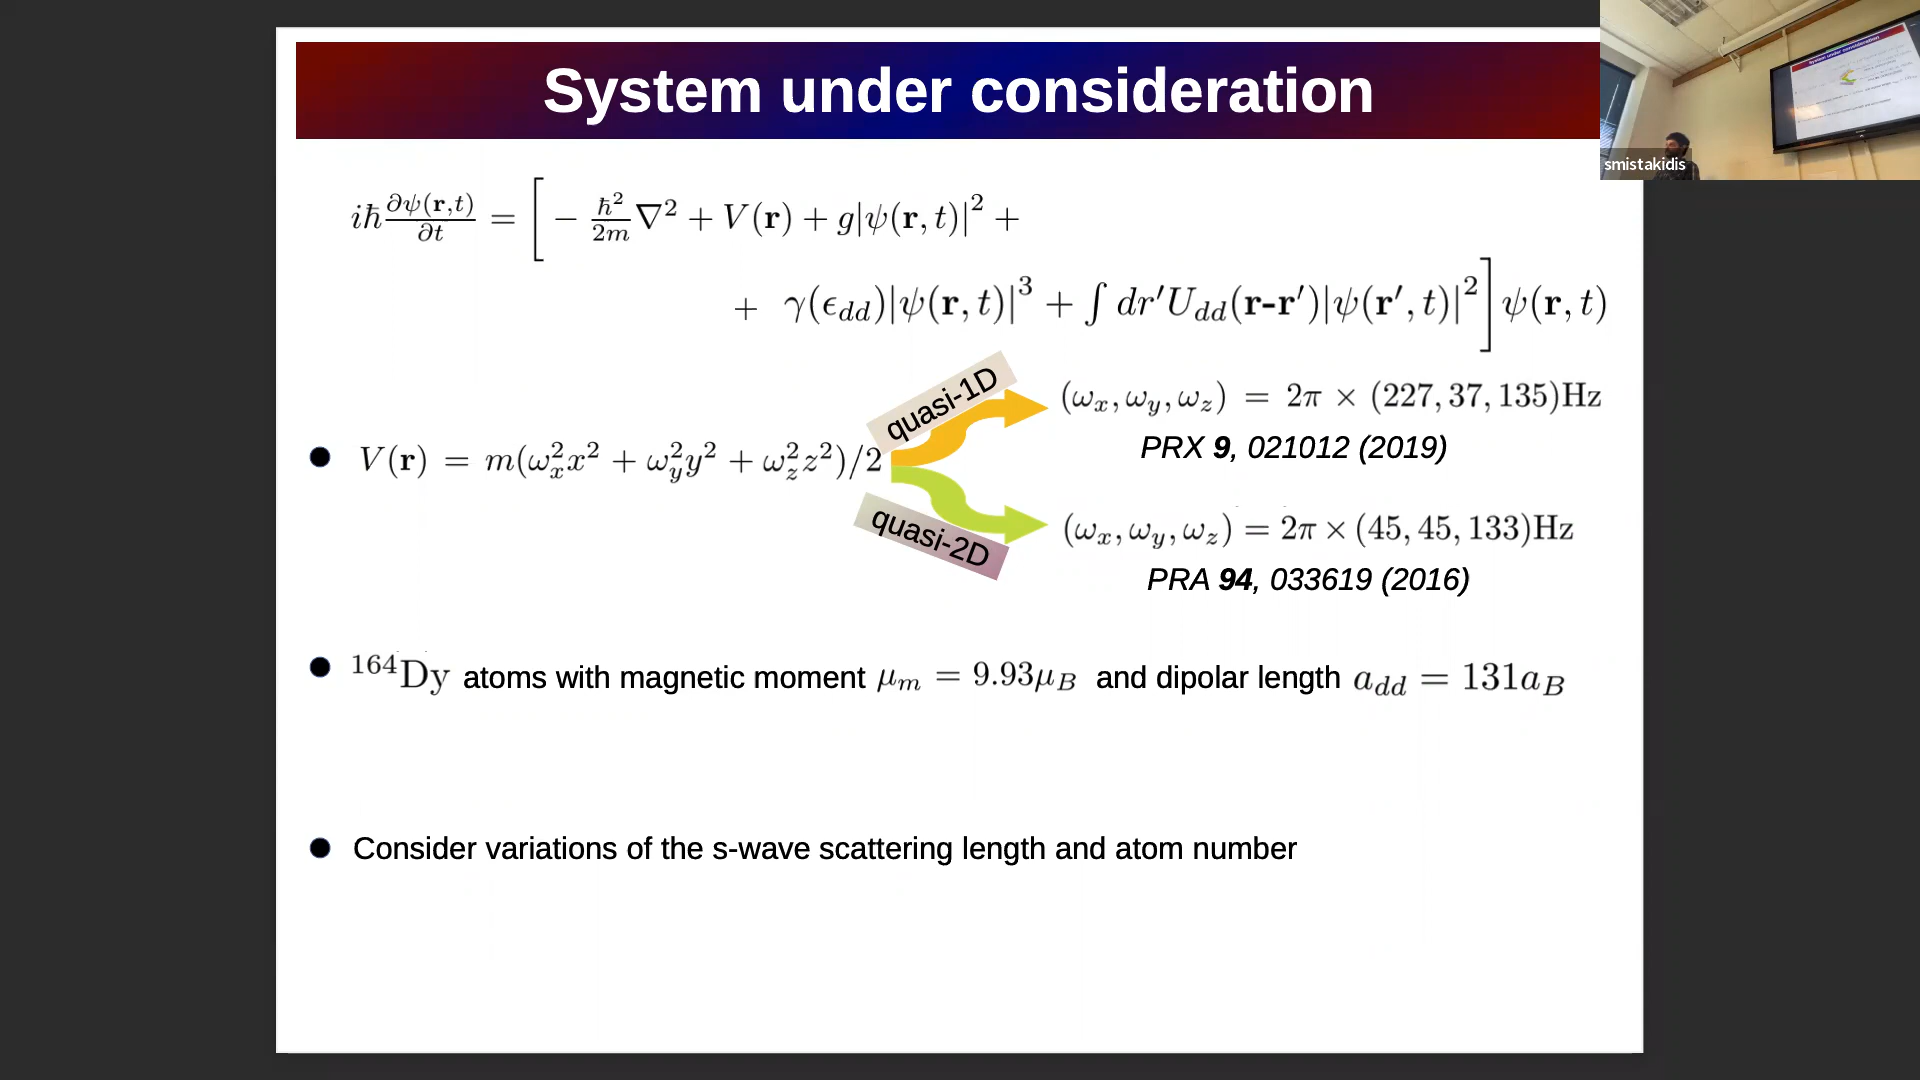 System under consideration
smistakidis
iℏ ∂ψ(r,t)/∂t = [ − ℏ²/2m ∇² + V(r) + g|ψ(r, t)|² +
+ γ(ϵ_dd)|ψ(r, t)|³ + ∫ dr′U_dd(r-r′)|ψ(r′, t)|² ] ψ(r, t)
quasi-1D
(ω_x, ω_y, ω_z) = 2π × (227, 37, 135)Hz
PRX 9, 021012 (2019)
● V(r) = m(ω_x²x² + ω_y²y² + ω_z²z²)/2
quasi-2D
(ω_x, ω_y, ω_z) = 2π × (45, 45, 133)Hz
PRA 94, 033619 (2016)
● ¹⁶⁴Dy atoms with magnetic moment μ_m = 9.93μ_B and dipolar length a_dd = 131a_B
● Consider variations of the s-wave scattering length and atom number